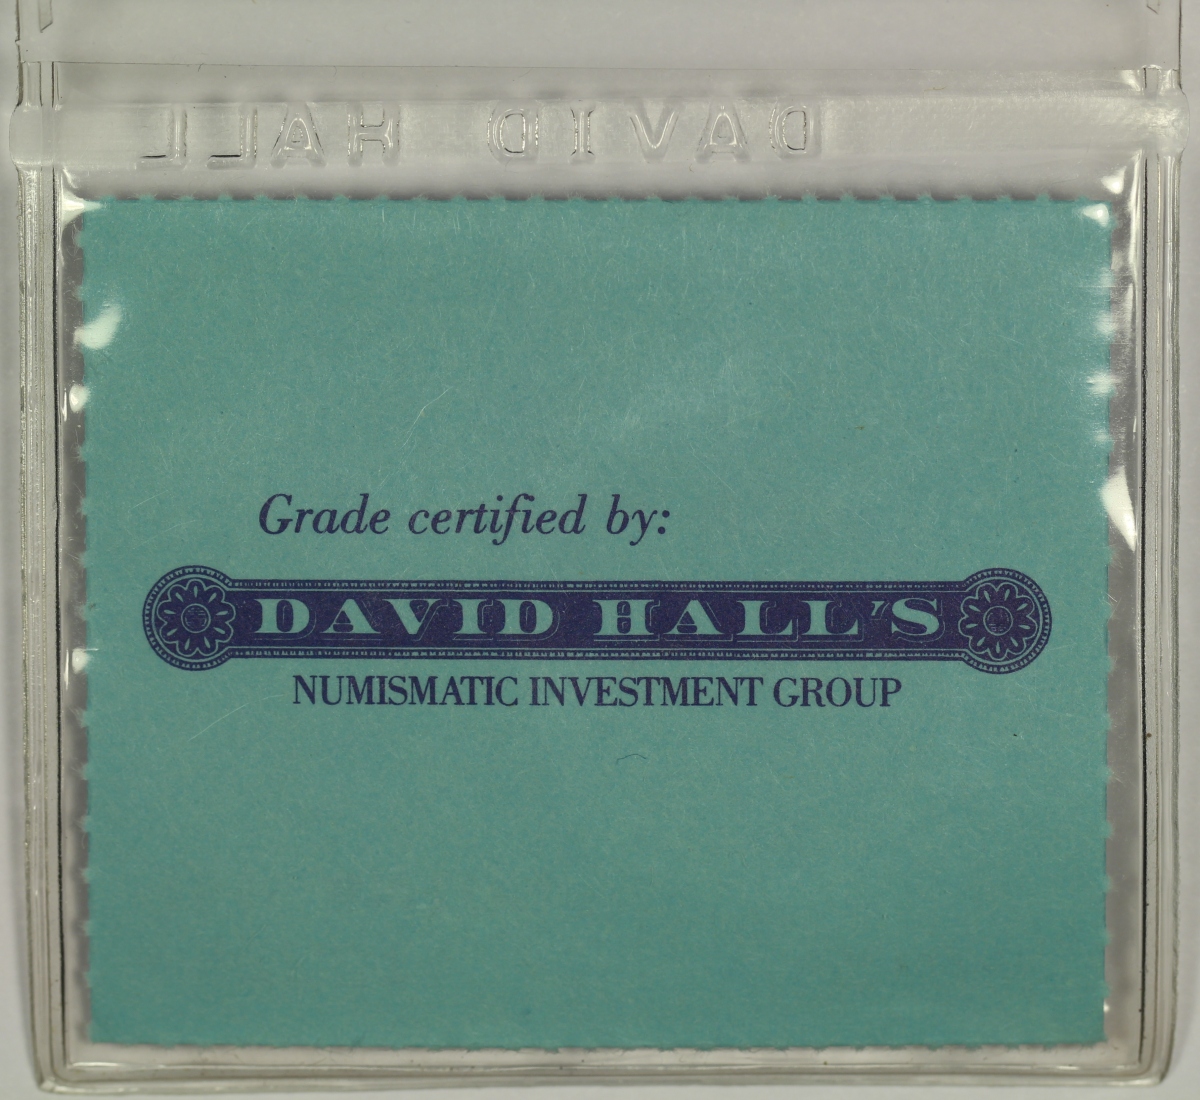 DAVID HALL
Grade certified by:
DAVID HALL'S
NUMISMATIC INVESTMENT GROUP